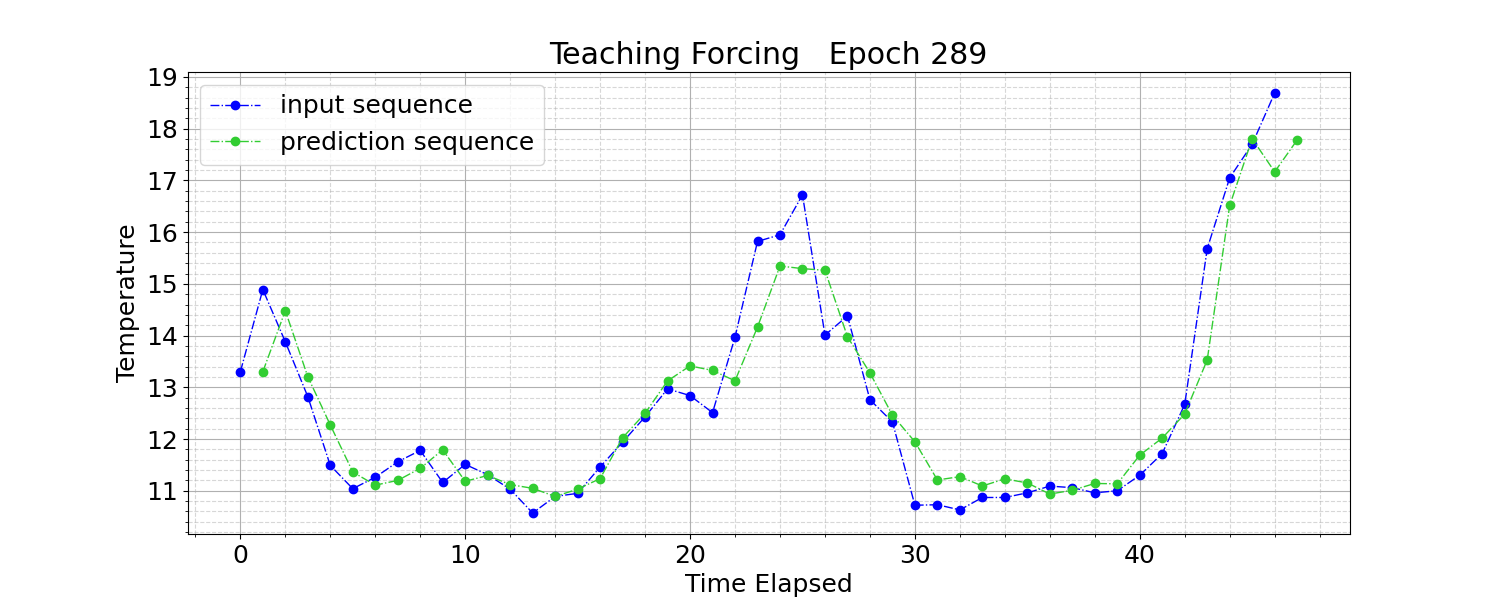 Teaching Forcing   Epoch 289
input sequence
prediction sequence
19
18
17
16
15
14
13
12
11
Temperature
0 10 20 30 40
Time Elapsed